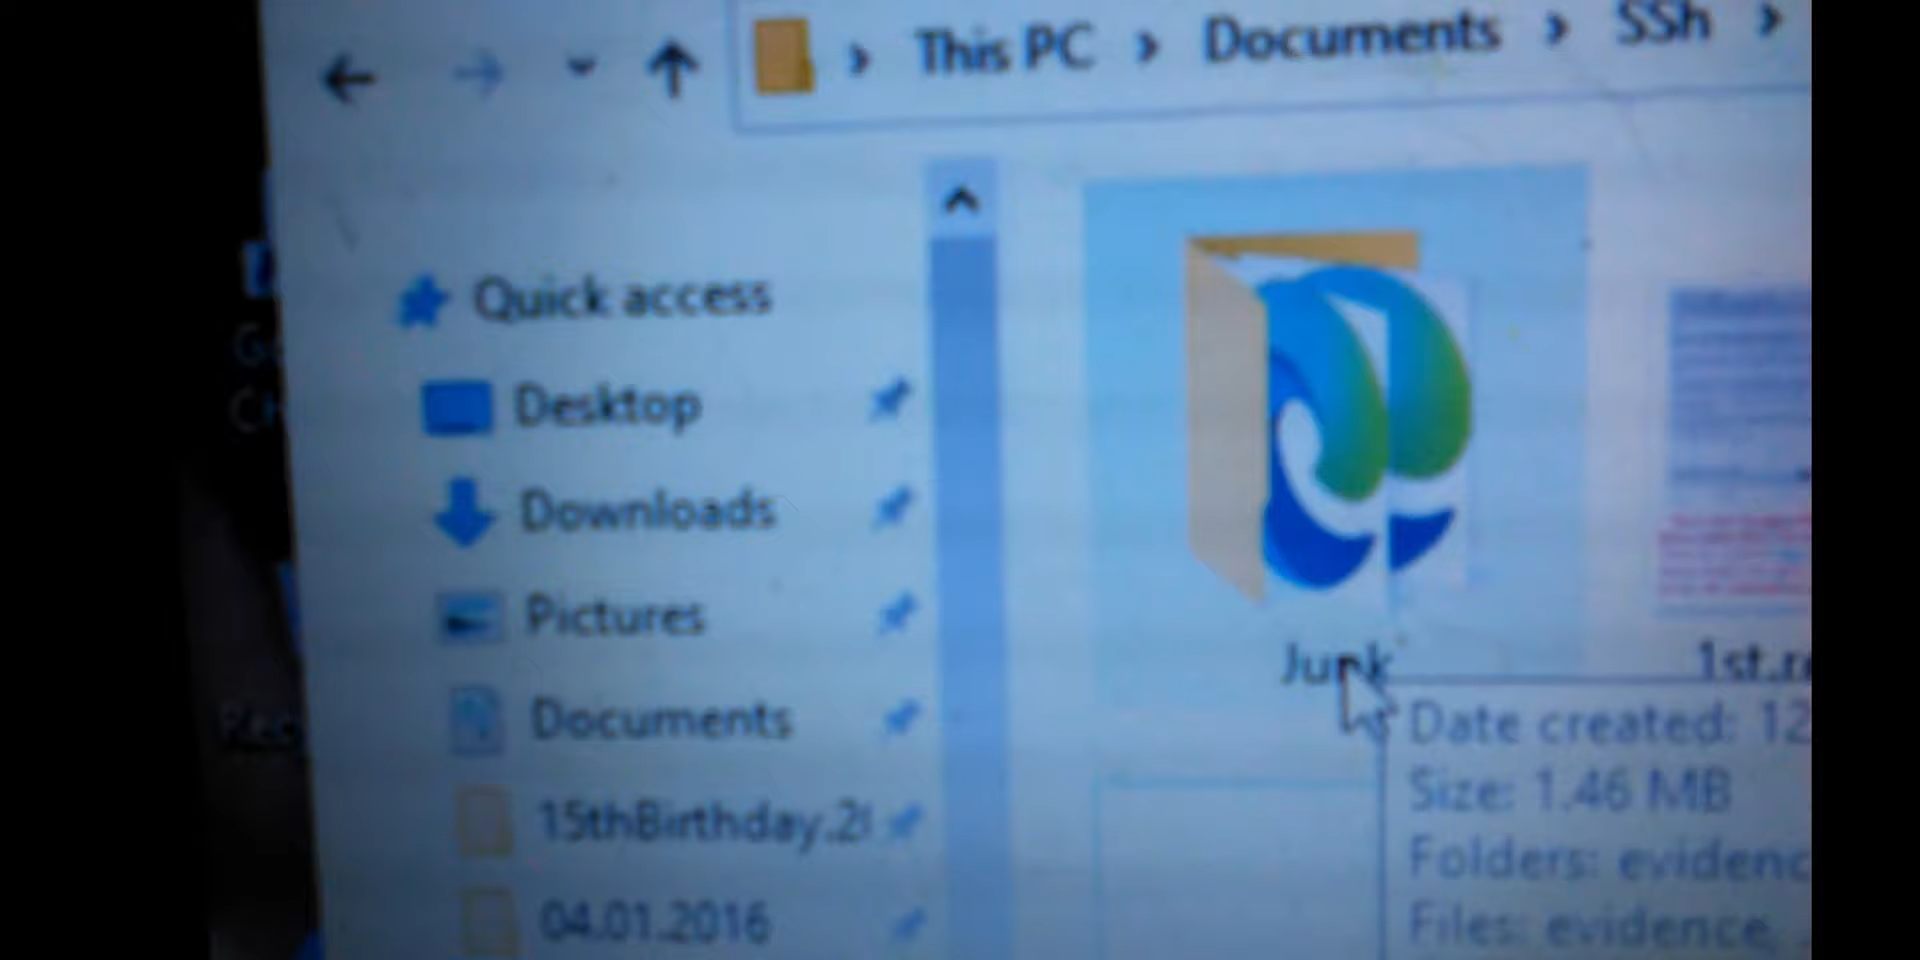 This PC > Documents > SSh >
Quick access
Desktop
Downloads
Pictures
Documents
15thBirthday.2
04.01.2016
Junk
1st.r
Date created: 12
Size: 1.46 MB
Folders: evidenc
Files: evidence,